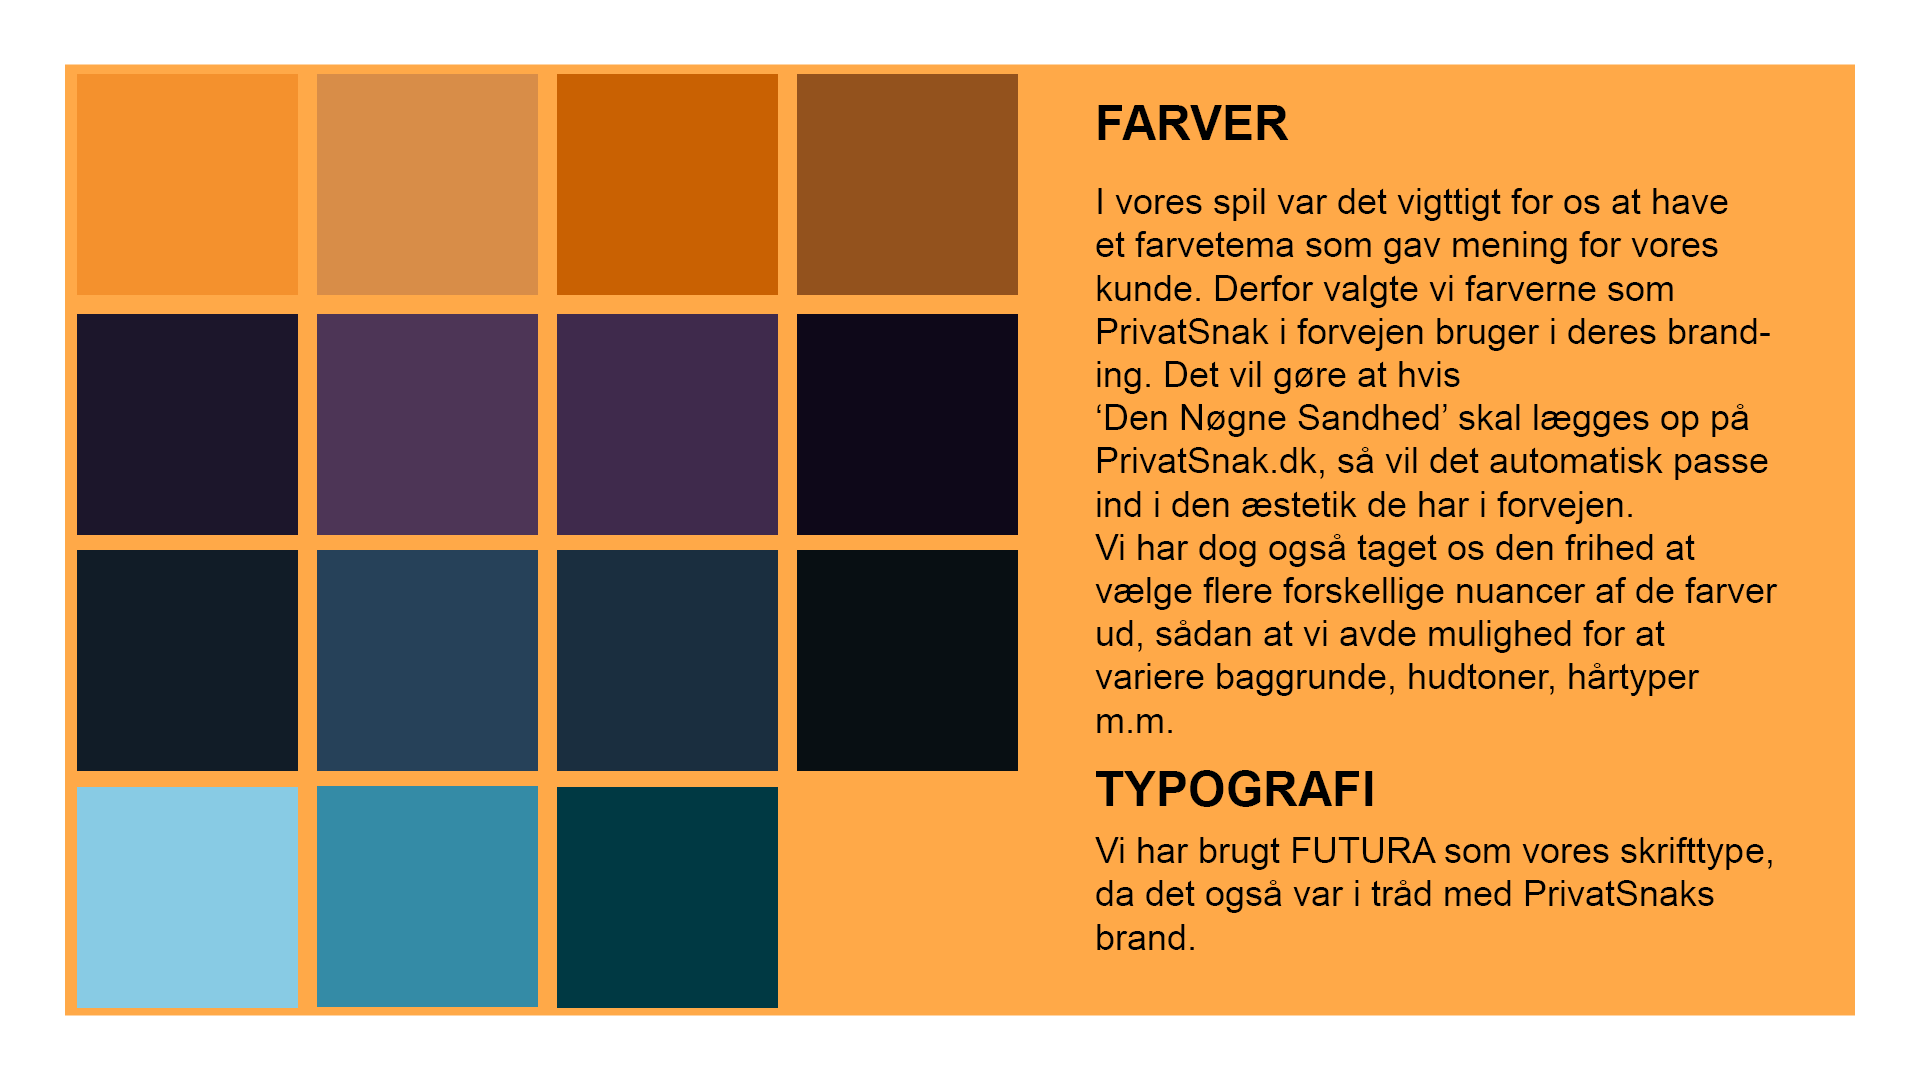 FARVER
I vores spil var det vigttigt for os at have
et farvetema som gav mening for vores
kunde. Derfor valgte vi farverne som
PrivatSnak i forvejen bruger i deres brand-
ing. Det vil gøre at hvis
‘Den Nøgne Sandhed’ skal lægges op på
PrivatSnak.dk, så vil det automatisk passe
ind i den æstetik de har i forvejen.
Vi har dog også taget os den frihed at
vælge flere forskellige nuancer af de farver
ud, sådan at vi avde mulighed for at
variere baggrunde, hudtoner, hårtyper
m.m.
TYPOGRAFI
Vi har brugt FUTURA som vores skrifttype,
da det også var i tråd med PrivatSnaks
brand.